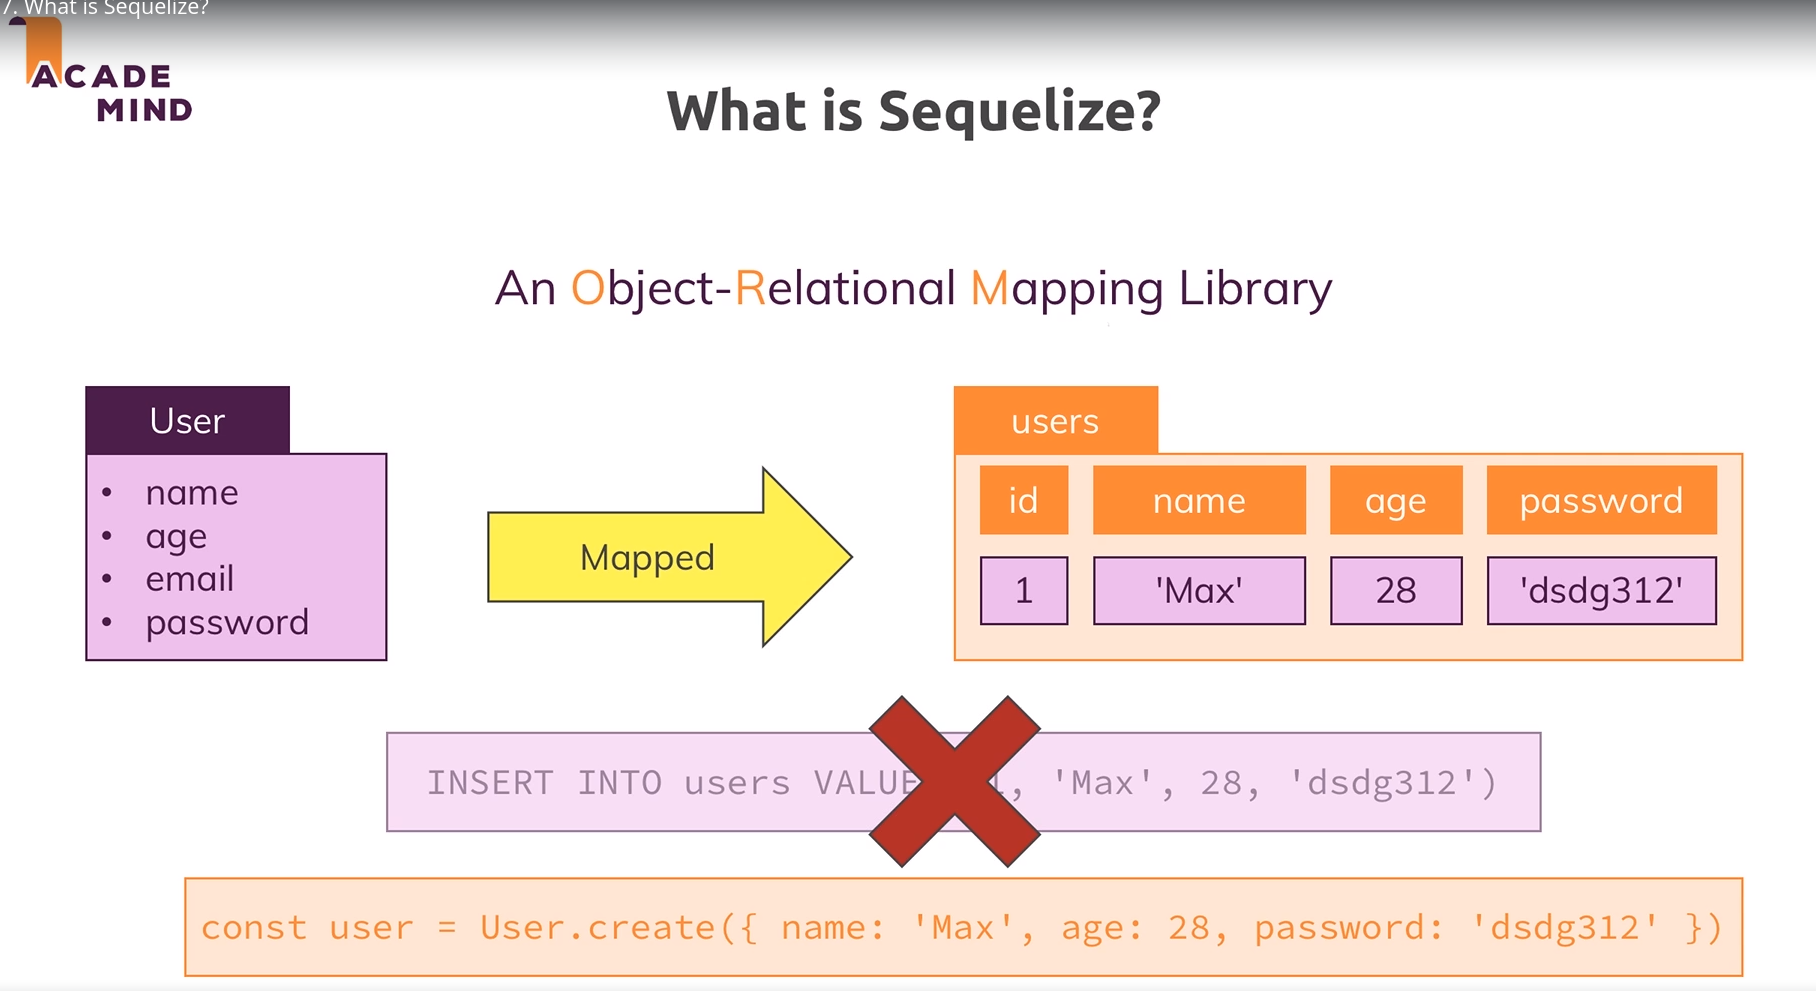 7. What is Sequelize?
ACADE
MIND
What is Sequelize?
An Object-Relational Mapping Library
User
• name
• age
• email
• password
Mapped
users
id name age password
1 'Max' 28 'dsdg312'
INSERT INTO users VALUE 1, 'Max', 28, 'dsdg312')
const user = User.create({ name: 'Max', age: 28, password: 'dsdg312' })